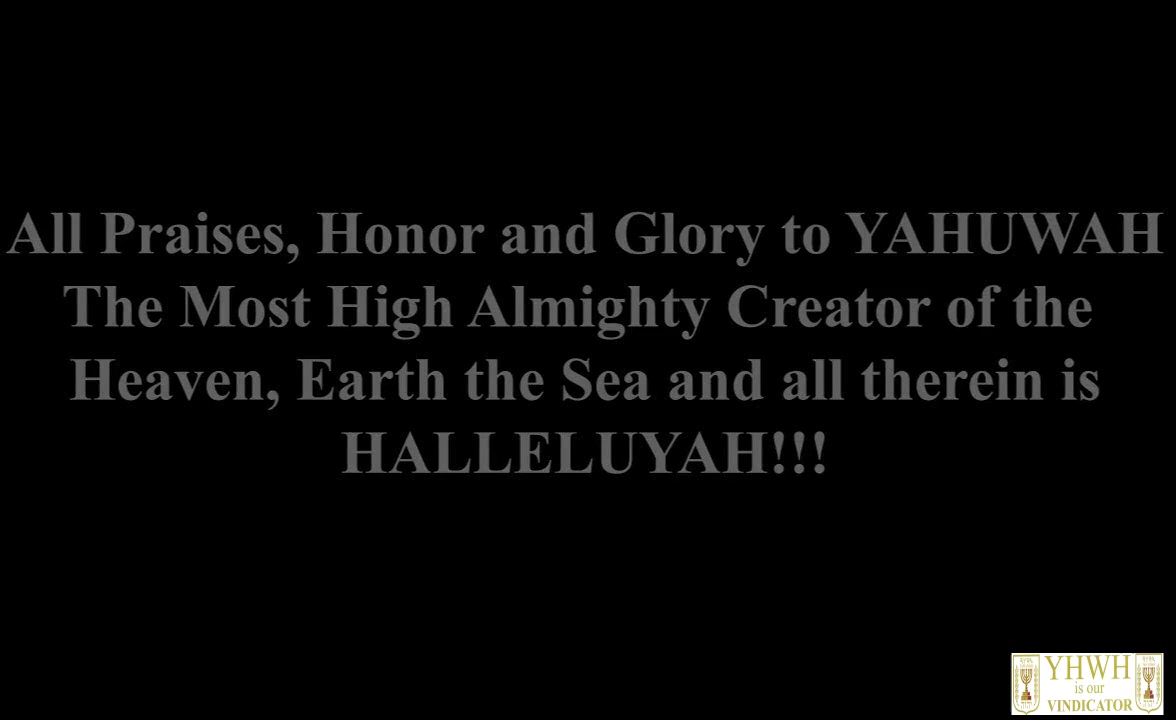 All Praises, Honor and Glory to YAHUWAH
The Most High Almighty Creator of the
Heaven, Earth the Sea and all therein is
HALLELUYAH!!!
YHWH
is our
VINDICATOR